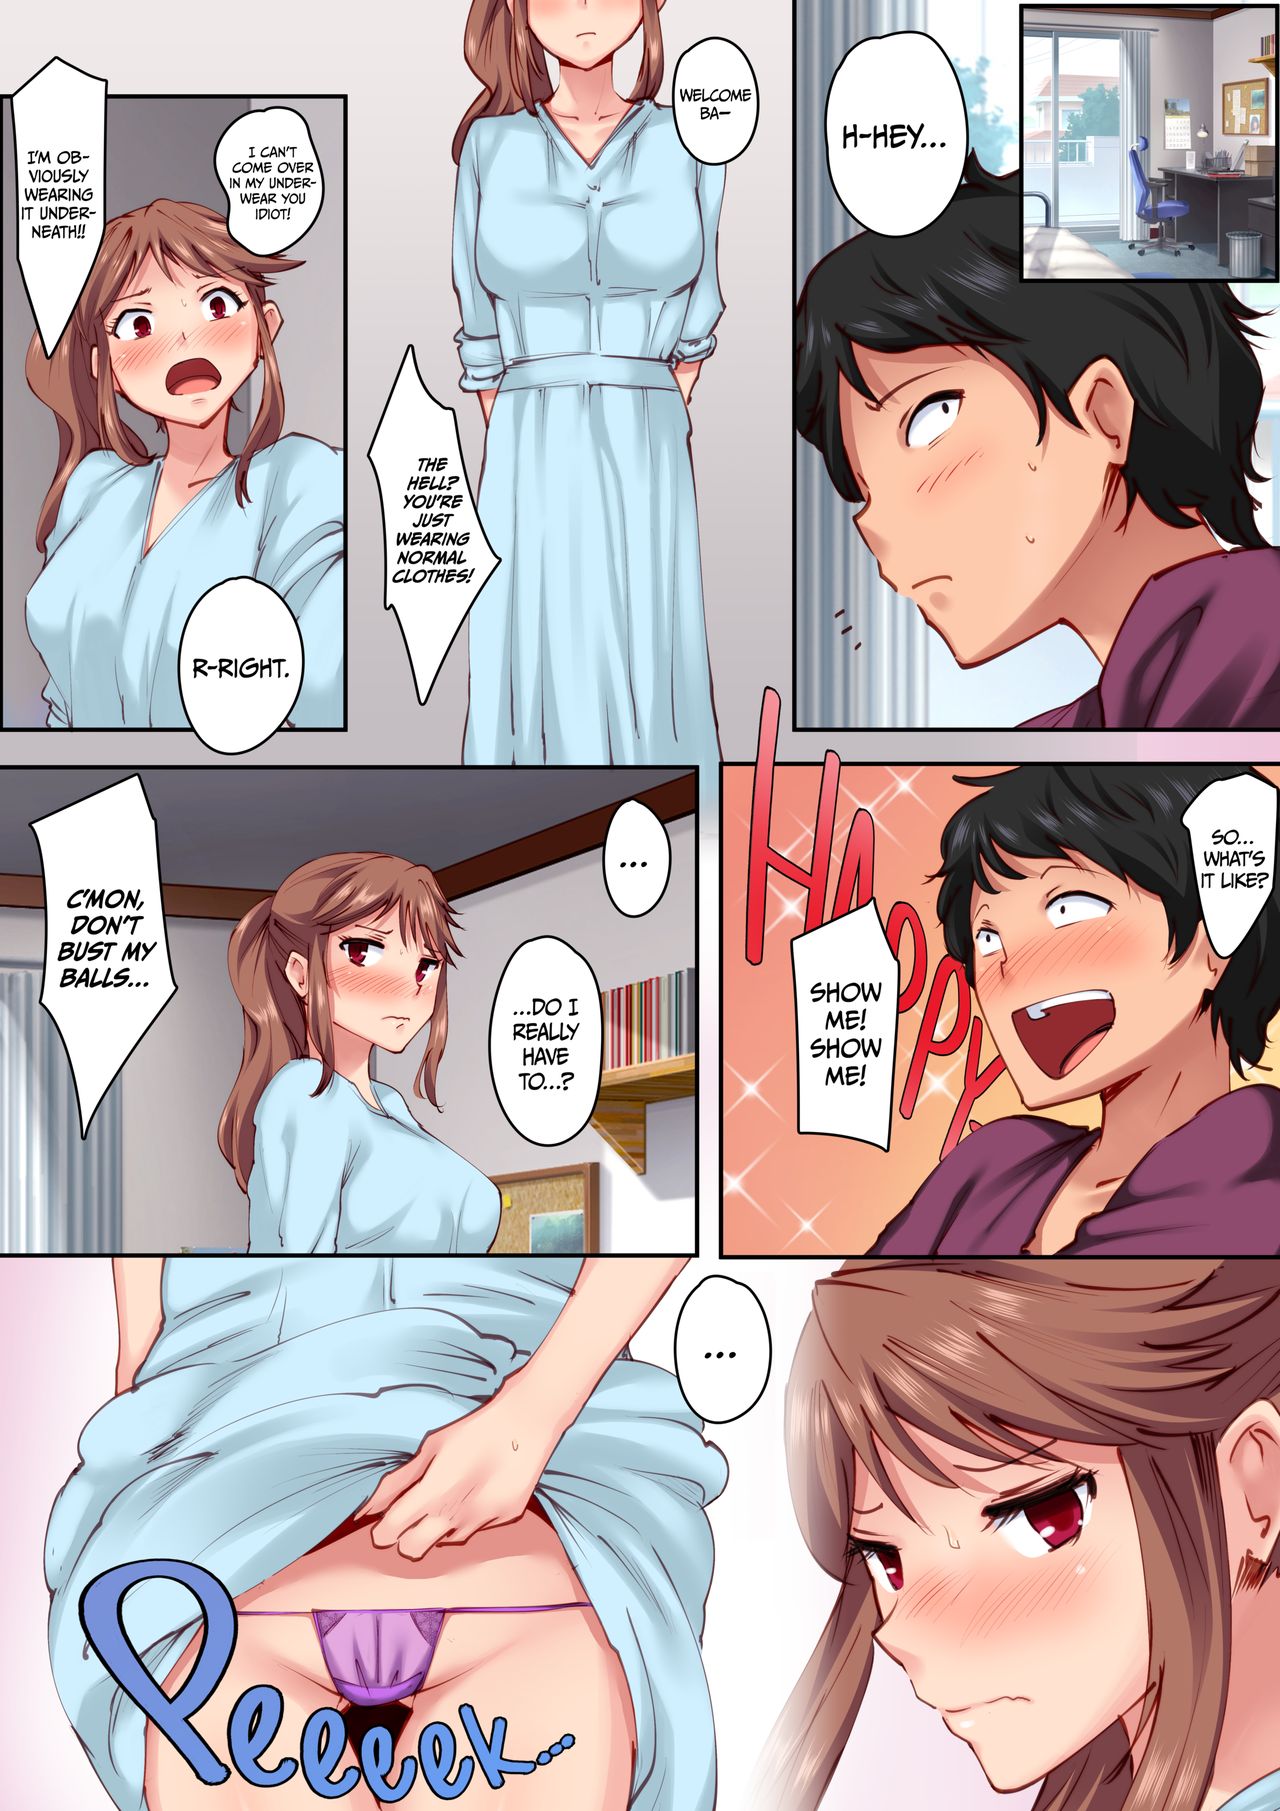 H-HEY...
WELCOME
BA-
THE
HELL?
YOU'RE
JUST
WEARING
NORMAL
CLOTHES!
I CAN'T
COME OVER
IN MY UNDER-
WEAR YOU
IDIOT!
I'M OB-
VIOUSLY
WEARING
IT UNDER-
NEATH!!
R-RIGHT.
SO...
WHAT'S
IT LIKE?
HAPPY
SHOW
ME!
SHOW
ME!
...
...DO I
REALLY
HAVE
TO...?
C'MON,
DON'T
BUST MY
BALLS...
...
Peeeeek...